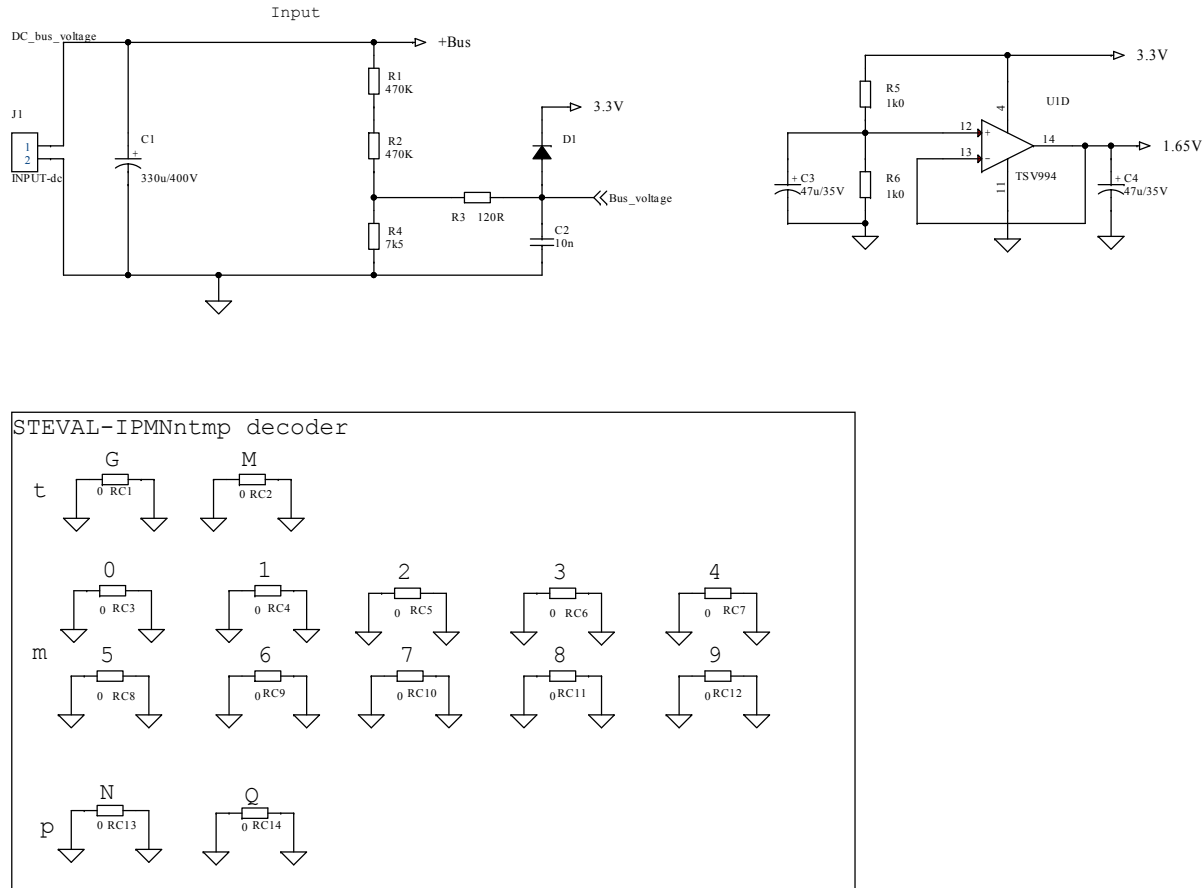 Input
DC_bus_voltage
+Bus
R1
470K
R2
470K
3.3V
D1
J1
1
2
INPUT-dc
C1
+
330u/400V
R3 120R
Bus_voltage
R4
7k5
C2
10n
3.3V
R5
1k0
4
U1D
12
+
14
1.65V
13
-
TSV994
11
+
C3
47u/35V
R6
1k0
+
C4
47u/35V
STEVAL-IPMNntmp decoder
G M
t
0 RC1 0 RC2
0 1 2 3 4
0 RC3 0 RC4 0 RC5 0 RC6 0 RC7
m 5 6 7 8 9
0 RC8 0 RC9 0 RC10 0 RC11 0 RC12
N Q
p
0 RC13 0 RC14